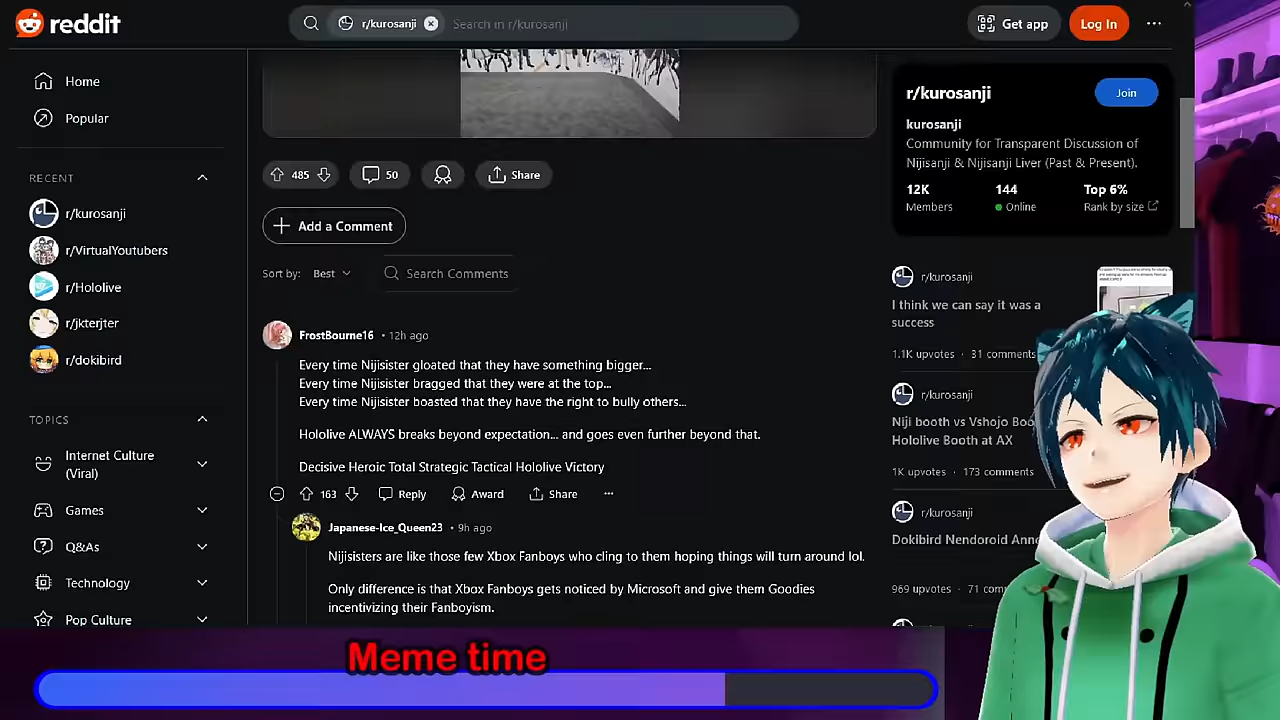 reddit
r/kurosanji
Search in r/kurosanji
Get app
Log In
Home
Popular
RECENT
r/kurosanji
r/VirtualYoutubers
r/Hololive
r/jkterjter
r/dokibird
TOPICS
Internet Culture
(Viral)
Games
Q&As
Technology
Pop Culture
485
50
Share
Add a Comment
Sort by:
Best
Search Comments
FrostBourne16 • 12h ago
Every time Nijisister gloated that they have something bigger...
Every time Nijisister bragged that they were at the top...
Every time Nijisister boasted that they have the right to bully others...
Hololive ALWAYS breaks beyond expectation... and goes even further beyond that.
Decisive Heroic Total Strategic Tactical Hololive Victory
163
Reply
Award
Share
Japanese-Ice_Queen23 • 9h ago
Nijisisters are like those few Xbox Fanboys who cling to them hoping things will turn around lol.
Only difference is that Xbox Fanboys gets noticed by Microsoft and give them Goodies
incentivizing their Fanboyism.
r/kurosanji
Join
kurosanji
Community for Transparent Discussion of
Nijisanji & Nijisanji Liver (Past & Present).
12K
144
Top 6%
Members
Online
Rank by size
r/kurosanji
I think we can say it was a
success
1.1K upvotes · 31 comments
r/kurosanji
Niji booth vs Vshojo Boo
Hololive Booth at AX
1K upvotes · 173 comments
r/kurosanji
Dokibird Nendoroid Ann
969 upvotes · 71 com
Meme time